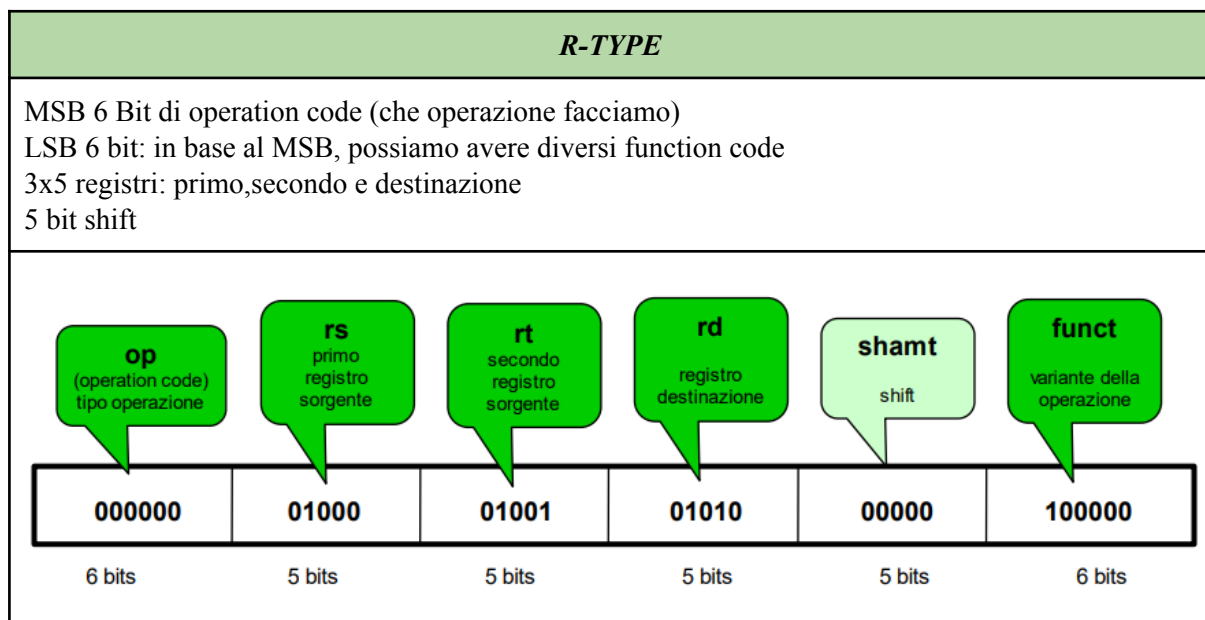 R-TYPE
MSB 6 Bit di operation code (che operazione facciamo)
LSB 6 bit: in base al MSB, possiamo avere diversi function code
3x5 registri: primo,secondo e destinazione
5 bit shift
op
(operation code)
tipo operazione
rs
primo
registro
sorgente
rt
secondo
registro
sorgente
rd
registro
destinazione
shamt
shift
funct
variante della
operazione
000000 01000 01001 01010 00000 100000
6 bits 5 bits 5 bits 5 bits 5 bits 6 bits